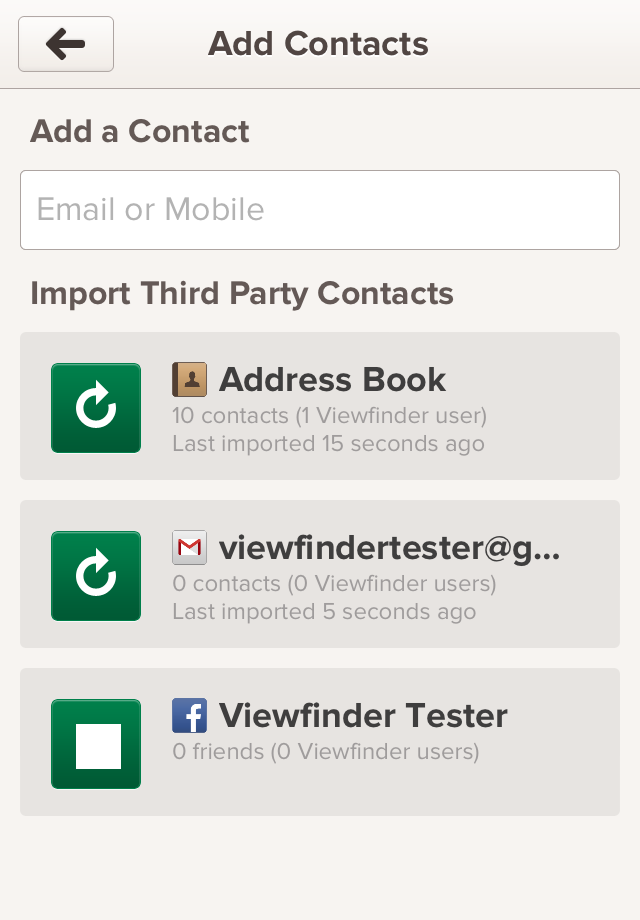 Add Contacts
Add a Contact
Email or Mobile
Import Third Party Contacts
Address Book
10 contacts (1 Viewfinder user)
Last imported 15 seconds ago
viewfindertester@g...
0 contacts (0 Viewfinder users)
Last imported 5 seconds ago
Viewfinder Tester
0 friends (0 Viewfinder users)